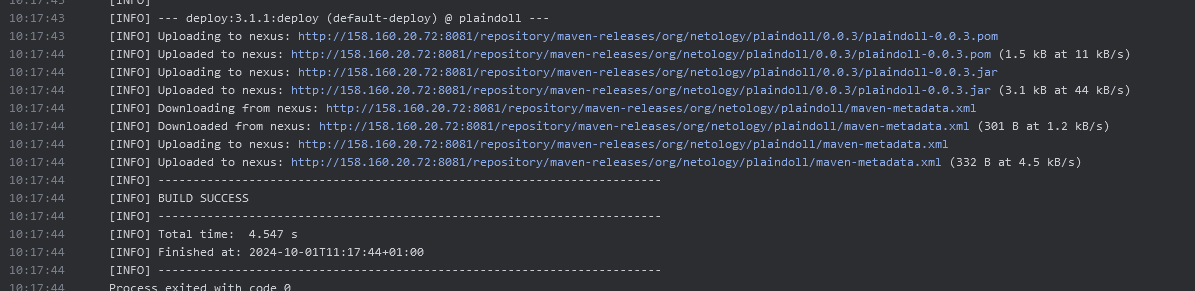 10:17:43 [INFO]
10:17:43 [INFO] --- deploy:3.1.1:deploy (default-deploy) @ plaindoll ---
10:17:43 [INFO] Uploading to nexus: http://158.160.20.72:8081/repository/maven-releases/org/netology/plaindoll/0.0.3/plaindoll-0.0.3.pom
10:17:44 [INFO] Uploaded to nexus: http://158.160.20.72:8081/repository/maven-releases/org/netology/plaindoll/0.0.3/plaindoll-0.0.3.pom (1.5 kB at 11 kB/s)
10:17:44 [INFO] Uploading to nexus: http://158.160.20.72:8081/repository/maven-releases/org/netology/plaindoll/0.0.3/plaindoll-0.0.3.jar
10:17:44 [INFO] Uploaded to nexus: http://158.160.20.72:8081/repository/maven-releases/org/netology/plaindoll/0.0.3/plaindoll-0.0.3.jar (3.1 kB at 44 kB/s)
10:17:44 [INFO] Downloading from nexus: http://158.160.20.72:8081/repository/maven-releases/org/netology/plaindoll/maven-metadata.xml
10:17:44 [INFO] Downloaded from nexus: http://158.160.20.72:8081/repository/maven-releases/org/netology/plaindoll/maven-metadata.xml (301 B at 1.2 kB/s)
10:17:44 [INFO] Uploading to nexus: http://158.160.20.72:8081/repository/maven-releases/org/netology/plaindoll/maven-metadata.xml
10:17:44 [INFO] Uploaded to nexus: http://158.160.20.72:8081/repository/maven-releases/org/netology/plaindoll/maven-metadata.xml (332 B at 4.5 kB/s)
10:17:44 [INFO] ------------------------------------------------------------------------
10:17:44 [INFO] BUILD SUCCESS
10:17:44 [INFO] ------------------------------------------------------------------------
10:17:44 [INFO] Total time:  4.547 s
10:17:44 [INFO] Finished at: 2024-10-01T11:17:44+01:00
10:17:44 [INFO] ------------------------------------------------------------------------
10:17:44 Process exited with code 0